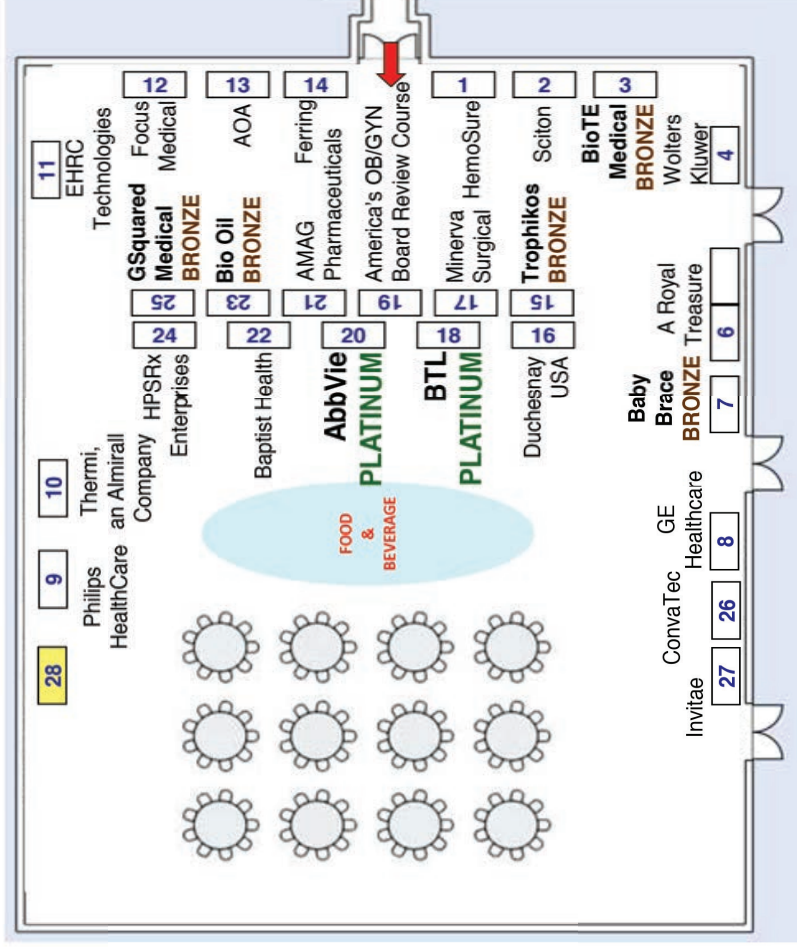 12
13
14
1
2
3
Focus
Medical
AOA
Ferring
Pharmaceuticals
America's OB/GYN
Board Review Course
HemoSure
Sciton
BioTE
Medical
BRONZE
11
EHRC
Technologies
Wolters
Kluwer
4
GSquared
Medical
BRONZE
Bio Oil
BRONZE
AMAG
Minerva
Surgical
Trophikos
BRONZE
25
23
21
19
17
15
24
22
20
18
16
HPSRx
Enterprises
Baptist Health
AbbVie
PLATINUM
BTL
PLATINUM
Duchesnay
USA
A Royal
Treasure
6
Baby
Brace
BRONZE
7
10
Thermi,
an Almirall
Company
9
Philips
HealthCare
28
FOOD
&
BEVERAGE
GE
Healthcare
8
ConvaTec
26
Invitae
27